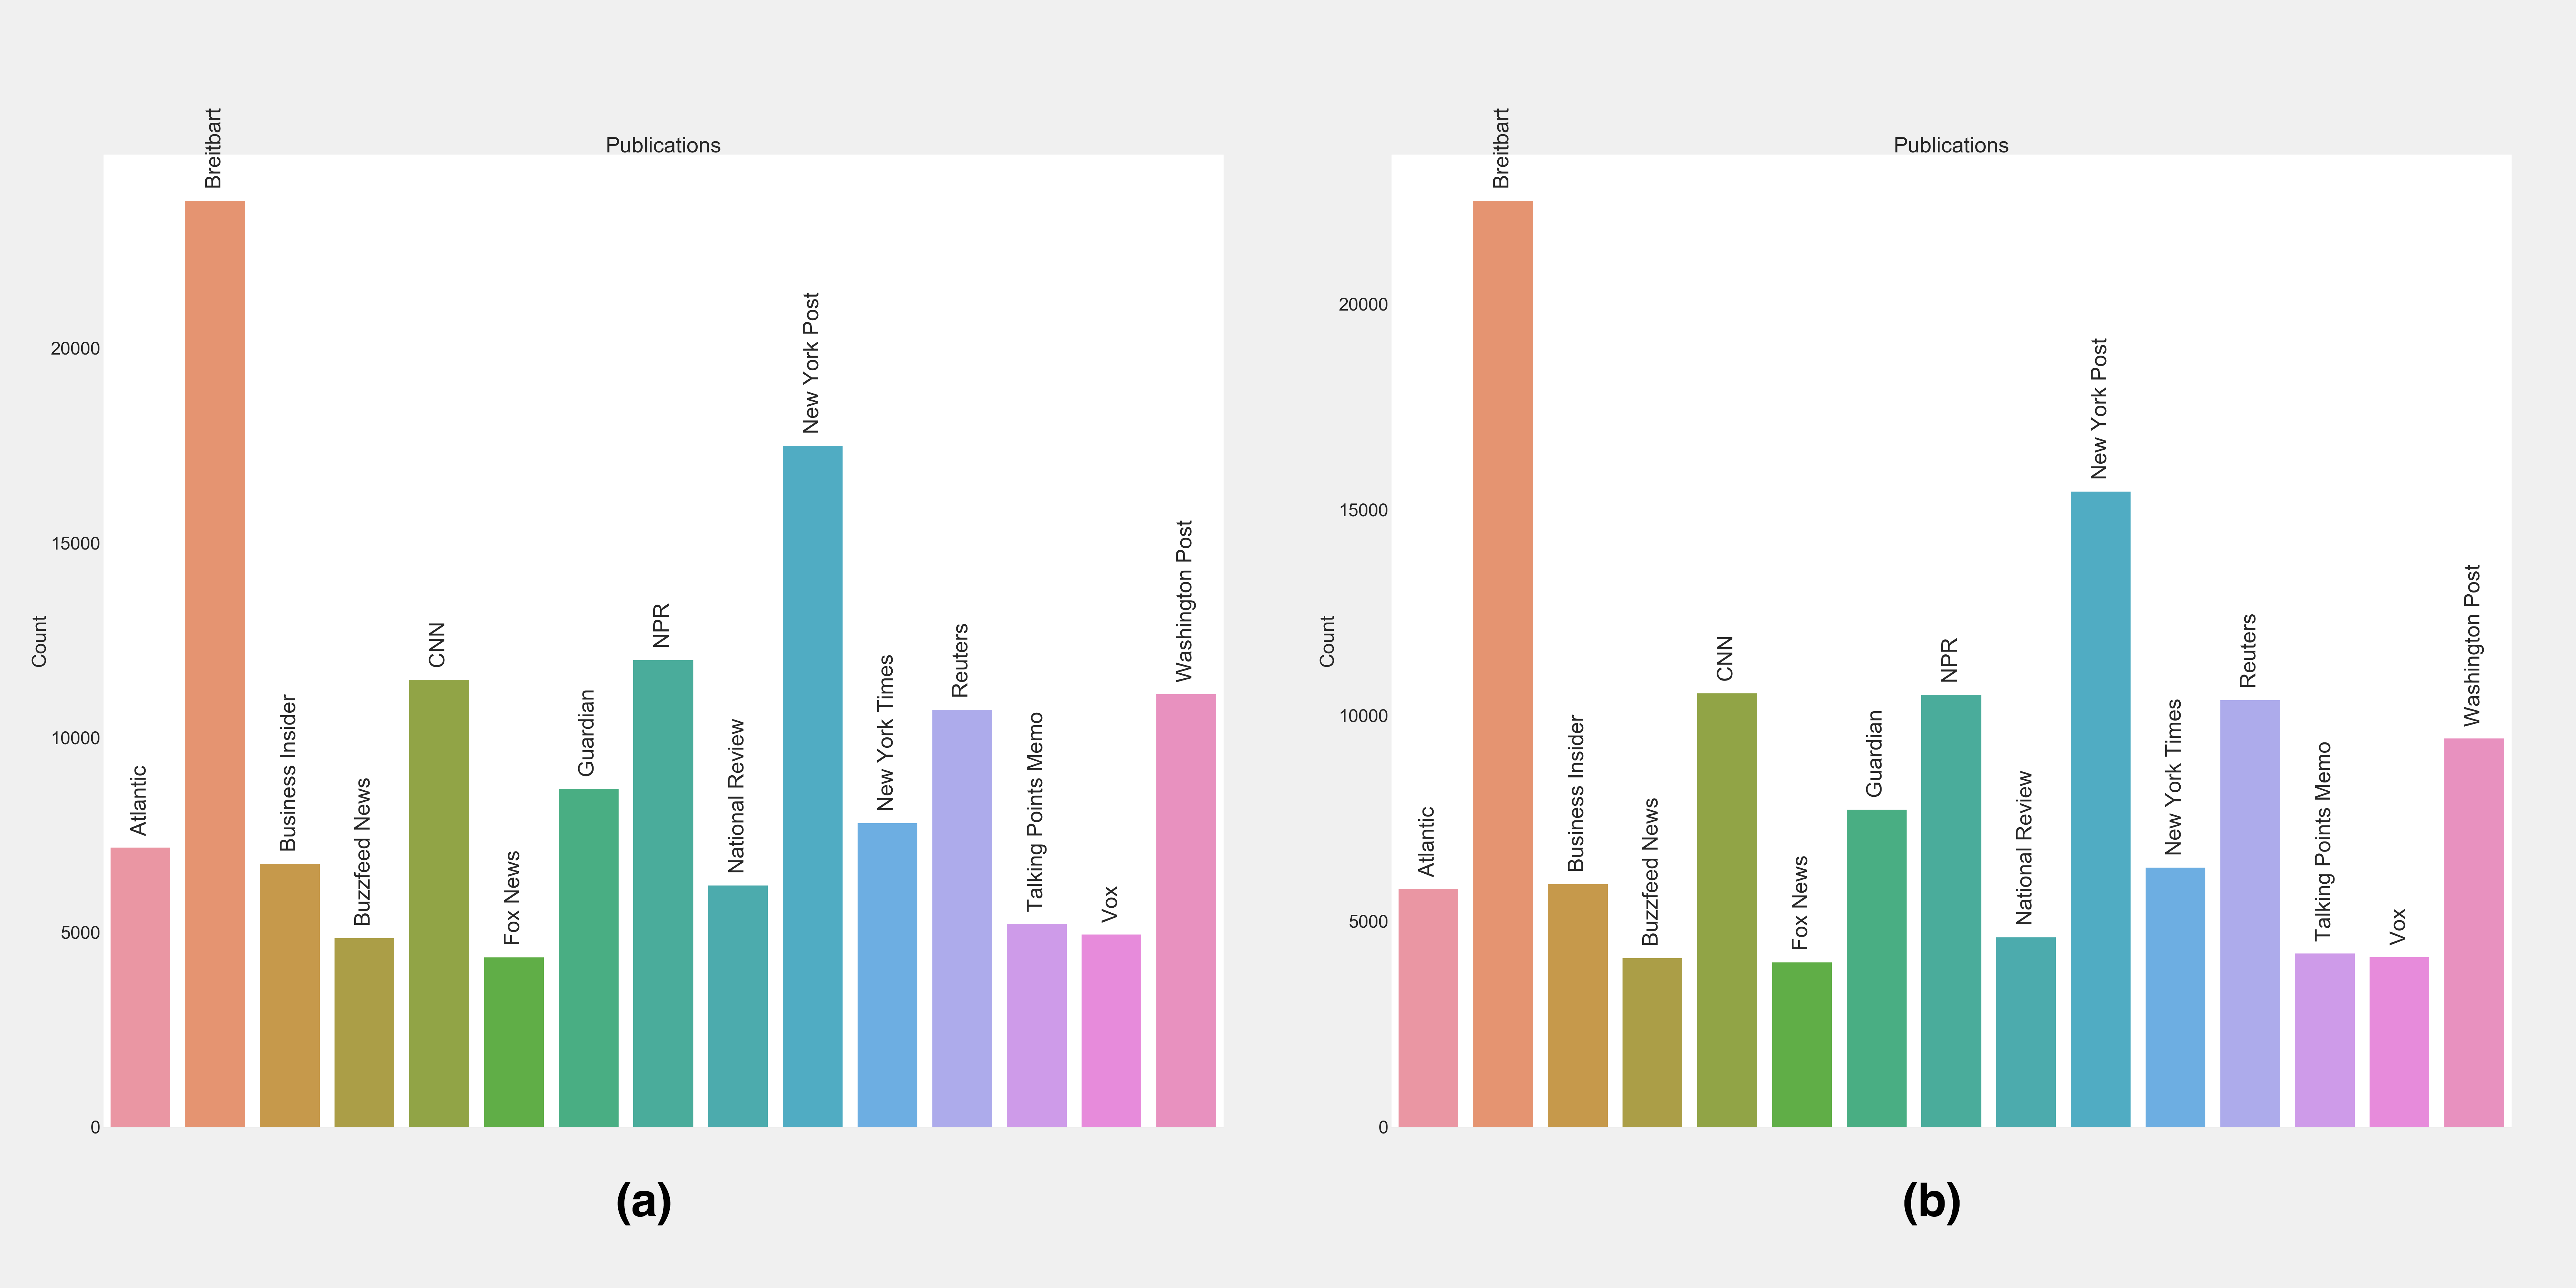 Publications
Count
20000
15000
10000
5000
0
Atlantic
Breitbart
Business Insider
Buzzfeed News
CNN
Fox News
Guardian
NPR
National Review
New York Post
New York Times
Reuters
Talking Points Memo
Vox
Washington Post
(a)
Publications
Count
20000
15000
10000
5000
0
Atlantic
Breitbart
Business Insider
Buzzfeed News
CNN
Fox News
Guardian
NPR
National Review
New York Post
New York Times
Reuters
Talking Points Memo
Vox
Washington Post
(b)